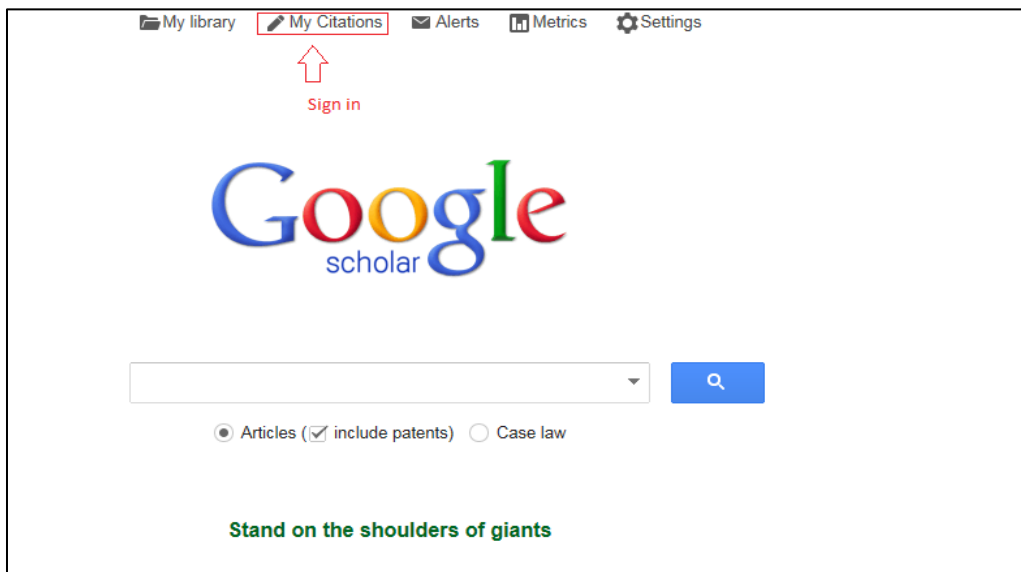 My library My Citations Alerts Metrics Settings
Sign in
Google
scholar
Articles ( include patents) Case law
Stand on the shoulders of giants